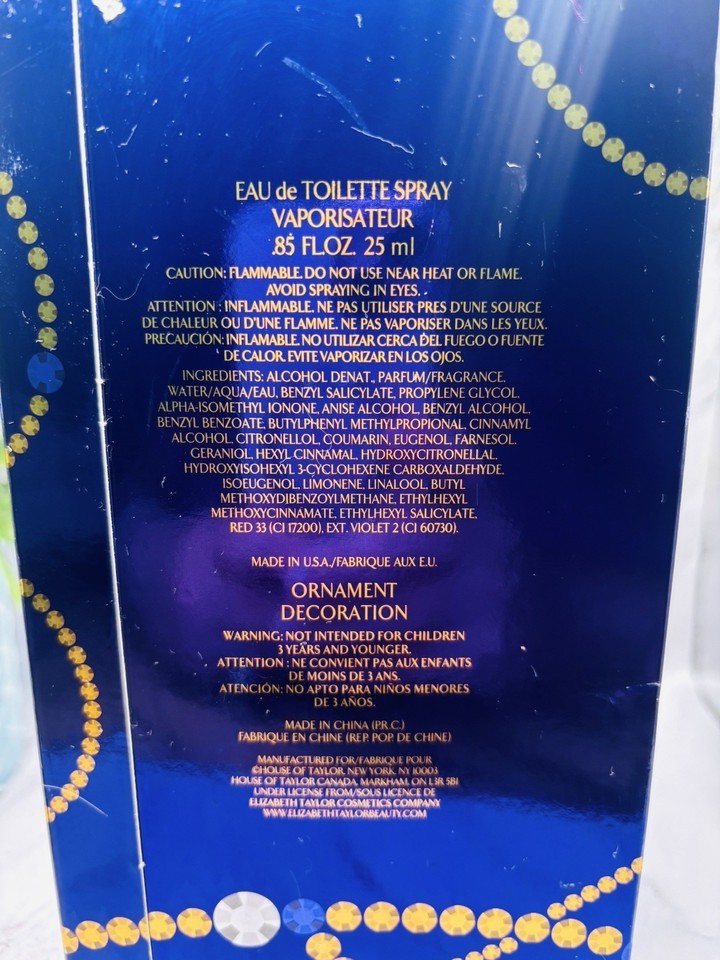 EAU de TOILETTE SPRAY
VAPORISATEUR
.85 FL.OZ. 25 ml
CAUTION: FLAMMABLE. DO NOT USE NEAR HEAT OR FLAME.
AVOID SPRAYING IN EYES.
ATTENTION : INFLAMMABLE. NE PAS UTILISER PRES D'UNE SOURCE
DE CHALEUR OU D'UNE FLAMME. NE PAS VAPORISER DANS LES YEUX.
PRECAUCIÓN: INFLAMABLE. NO UTILIZAR CERCA DEL FUEGO O FUENTE
DE CALOR. EVITE VAPORIZAR EN LOS OJOS.
INGREDIENTS: ALCOHOL DENAT., PARFUM/FRAGRANCE,
WATER/AQUA/EAU, BENZYL SALICYLATE, PROPYLENE GLYCOL,
ALPHA-ISOMETHYL IONONE, ANISE ALCOHOL, BENZYL ALCOHOL,
BENZYL BENZOATE, BUTYLPHENYL METHYLPROPIONAL, CINNAMYL
ALCOHOL, CITRONELLOL, COUMARIN, EUGENOL, FARNESOL,
GERANIOL, HEXYL CINNAMAL, HYDROXYCITRONELLAL,
HYDROXYISOHEXYL 3-CYCLOHEXENE CARBOXALDEHYDE,
ISOEUGENOL, LIMONENE, LINALOOL, BUTYL
METHOXYDIBENZOYLMETHANE, ETHYLHEXYL
METHOXYCINNAMATE, ETHYLHEXYL SALICYLATE,
RED 33 (CI 17200), EXT. VIOLET 2 (CI 60730).
MADE IN U.S.A./FABRIQUE AUX E.U.
ORNAMENT
DECORATION
WARNING: NOT INTENDED FOR CHILDREN
3 YEARS AND YOUNGER.
ATTENTION : NE CONVIENT PAS AUX ENFANTS
DE MOINS DE 3 ANS.
ATENCIÓN: NO APTO PARA NIÑOS MENORES
DE 3 AÑOS.
MADE IN CHINA (P.R.C.)
FABRIQUE EN CHINE (REP. POP. DE CHINE)
MANUFACTURED FOR/FABRIQUE POUR
©HOUSE OF TAYLOR, NEW YORK, NY 10003
HOUSE OF TAYLOR CANADA, MARKHAM, ON L3R 5B1
UNDER LICENSE FROM/SOUS LICENCE DE
ELIZABETH TAYLOR COSMETICS COMPANY
WWW.ELIZABETHTAYLORBEAUTY.COM